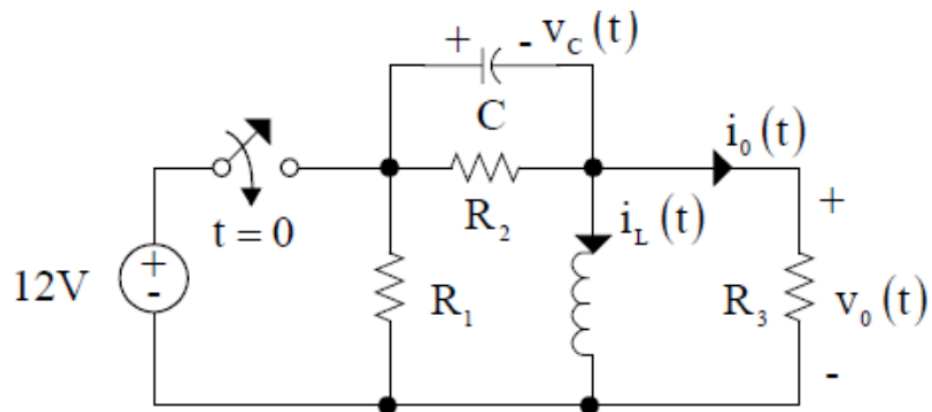 + - v_c (t)
C
i_0 (t)
t = 0
R_2
i_L (t)
+
12V
+
-
R_1
R_3
v_0 (t)
-